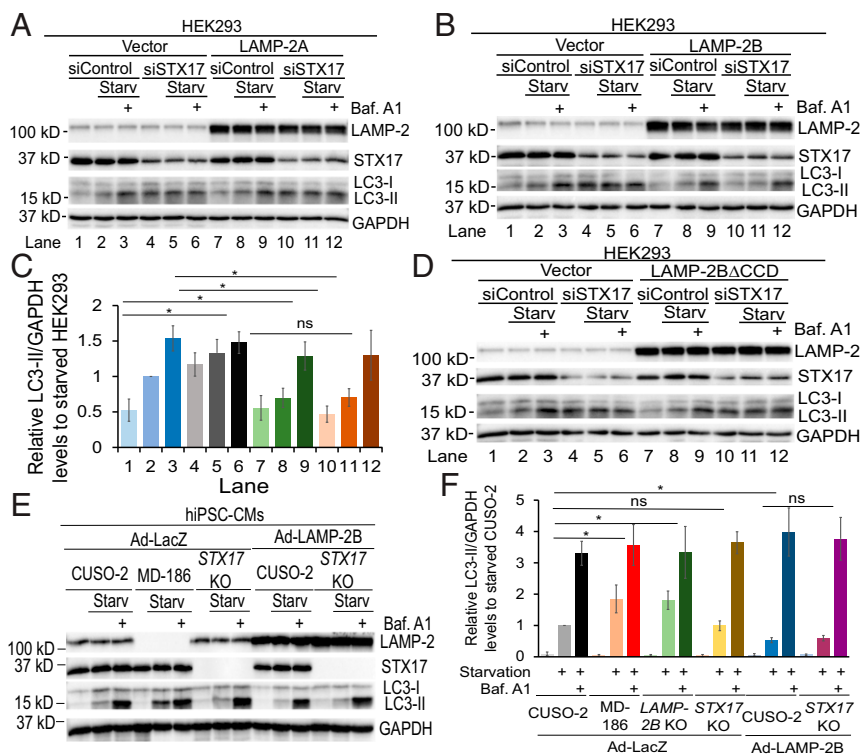 A
HEK293
Vector LAMP-2A
siControl siSTX17 siControl siSTX17
Starv Starv Starv Starv
+ + + + Baf. A1
100 kD LAMP-2
37 kD STX17
LC3-I
15 kD LC3-II
37 kD GAPDH
Lane 1 2 3 4 5 6 7 8 9 10 11 12
B
HEK293
Vector LAMP-2B
siControl siSTX17 siControl siSTX17
Starv Starv Starv Starv
+ + + + Baf. A1
100 kD LAMP-2
37 kD STX17
LC3-I
15 kD LC3-II
37 kD GAPDH
Lane 1 2 3 4 5 6 7 8 9 10 11 12
C
Relative LC3-II/GAPDH
levels to starved HEK293
2
1.5
1
0.5
0
*
*
*
*
ns
1 2 3 4 5 6 7 8 9 10 11 12
Lane
D
HEK293
Vector LAMP-2BΔCCD
siControl siSTX17 siControl siSTX17
Starv Starv Starv Starv
+ + + + Baf. A1
100 kD LAMP-2
37 kD STX17
LC3-I
15 kD LC3-II
37 kD GAPDH
Lane 1 2 3 4 5 6 7 8 9 10 11 12
E
hiPSC-CMs
Ad-LacZ Ad-LAMP-2B
CUSO-2 MD-186 STX17 KO CUSO-2 STX17 KO
Starv Starv Starv Starv Starv
+ + + + + Baf. A1
100 kD LAMP-2
37 kD STX17
LC3-I
15 kD LC3-II
37 kD GAPDH
F
Relative LC3-II/GAPDH
levels to starved CUSO-2
6
5
4
3
2
1
0
*
ns
*
*
ns
Starvation + + + + + + + + + + + +
Baf. A1 + + + + + +
CUSO-2 MD-186 LAMP-2B KO STX17 KO CUSO-2 STX17 KO
Ad-LacZ Ad-LAMP-2B